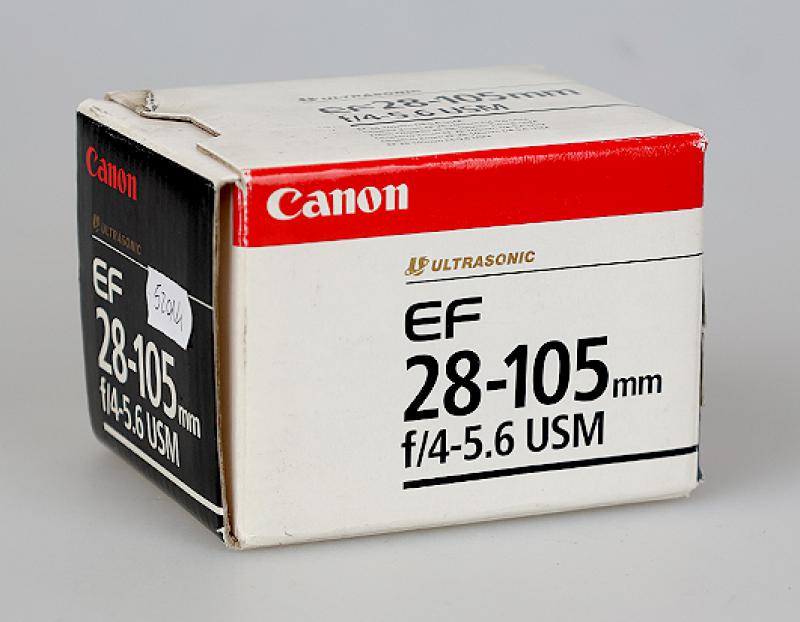 ULTRASONIC
EF 28-105mm
f/4-5.6 USM
Canon
ULTRASONIC
EF
28-105mm
f/4-5.6 USM
Canon
ULTRASONIC
EF
28-105mm
f/4-5.6 USM